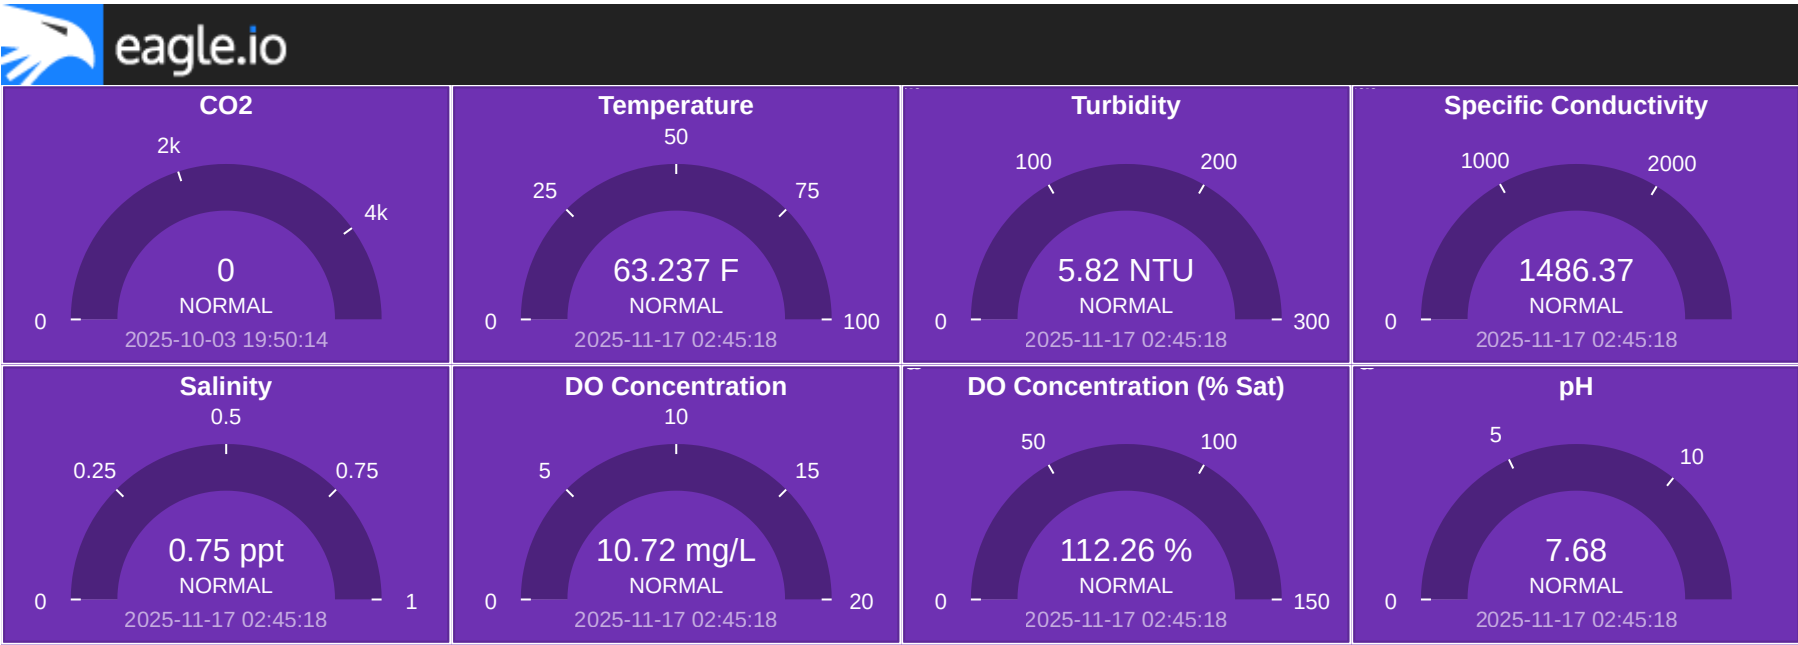 eagle.io
CO2
2k
4k
0
0
NORMAL
2025-10-03 19:50:14
Temperature
50
25
75
63.237 F
NORMAL
0
100
2025-11-17 02:45:18
Turbidity
100
200
5.82 NTU
NORMAL
0
300
2025-11-17 02:45:18
Specific Conductivity
1000
2000
1486.37
NORMAL
0
2025-11-17 02:45:18
Salinity
0.5
0.25
0.75
0.75 ppt
NORMAL
0
1
2025-11-17 02:45:18
DO Concentration
10
5
15
10.72 mg/L
NORMAL
0
20
2025-11-17 02:45:18
DO Concentration (% Sat)
50
100
112.26 %
NORMAL
0
150
2025-11-17 02:45:18
pH
5
10
7.68
NORMAL
0
2025-11-17 02:45:18